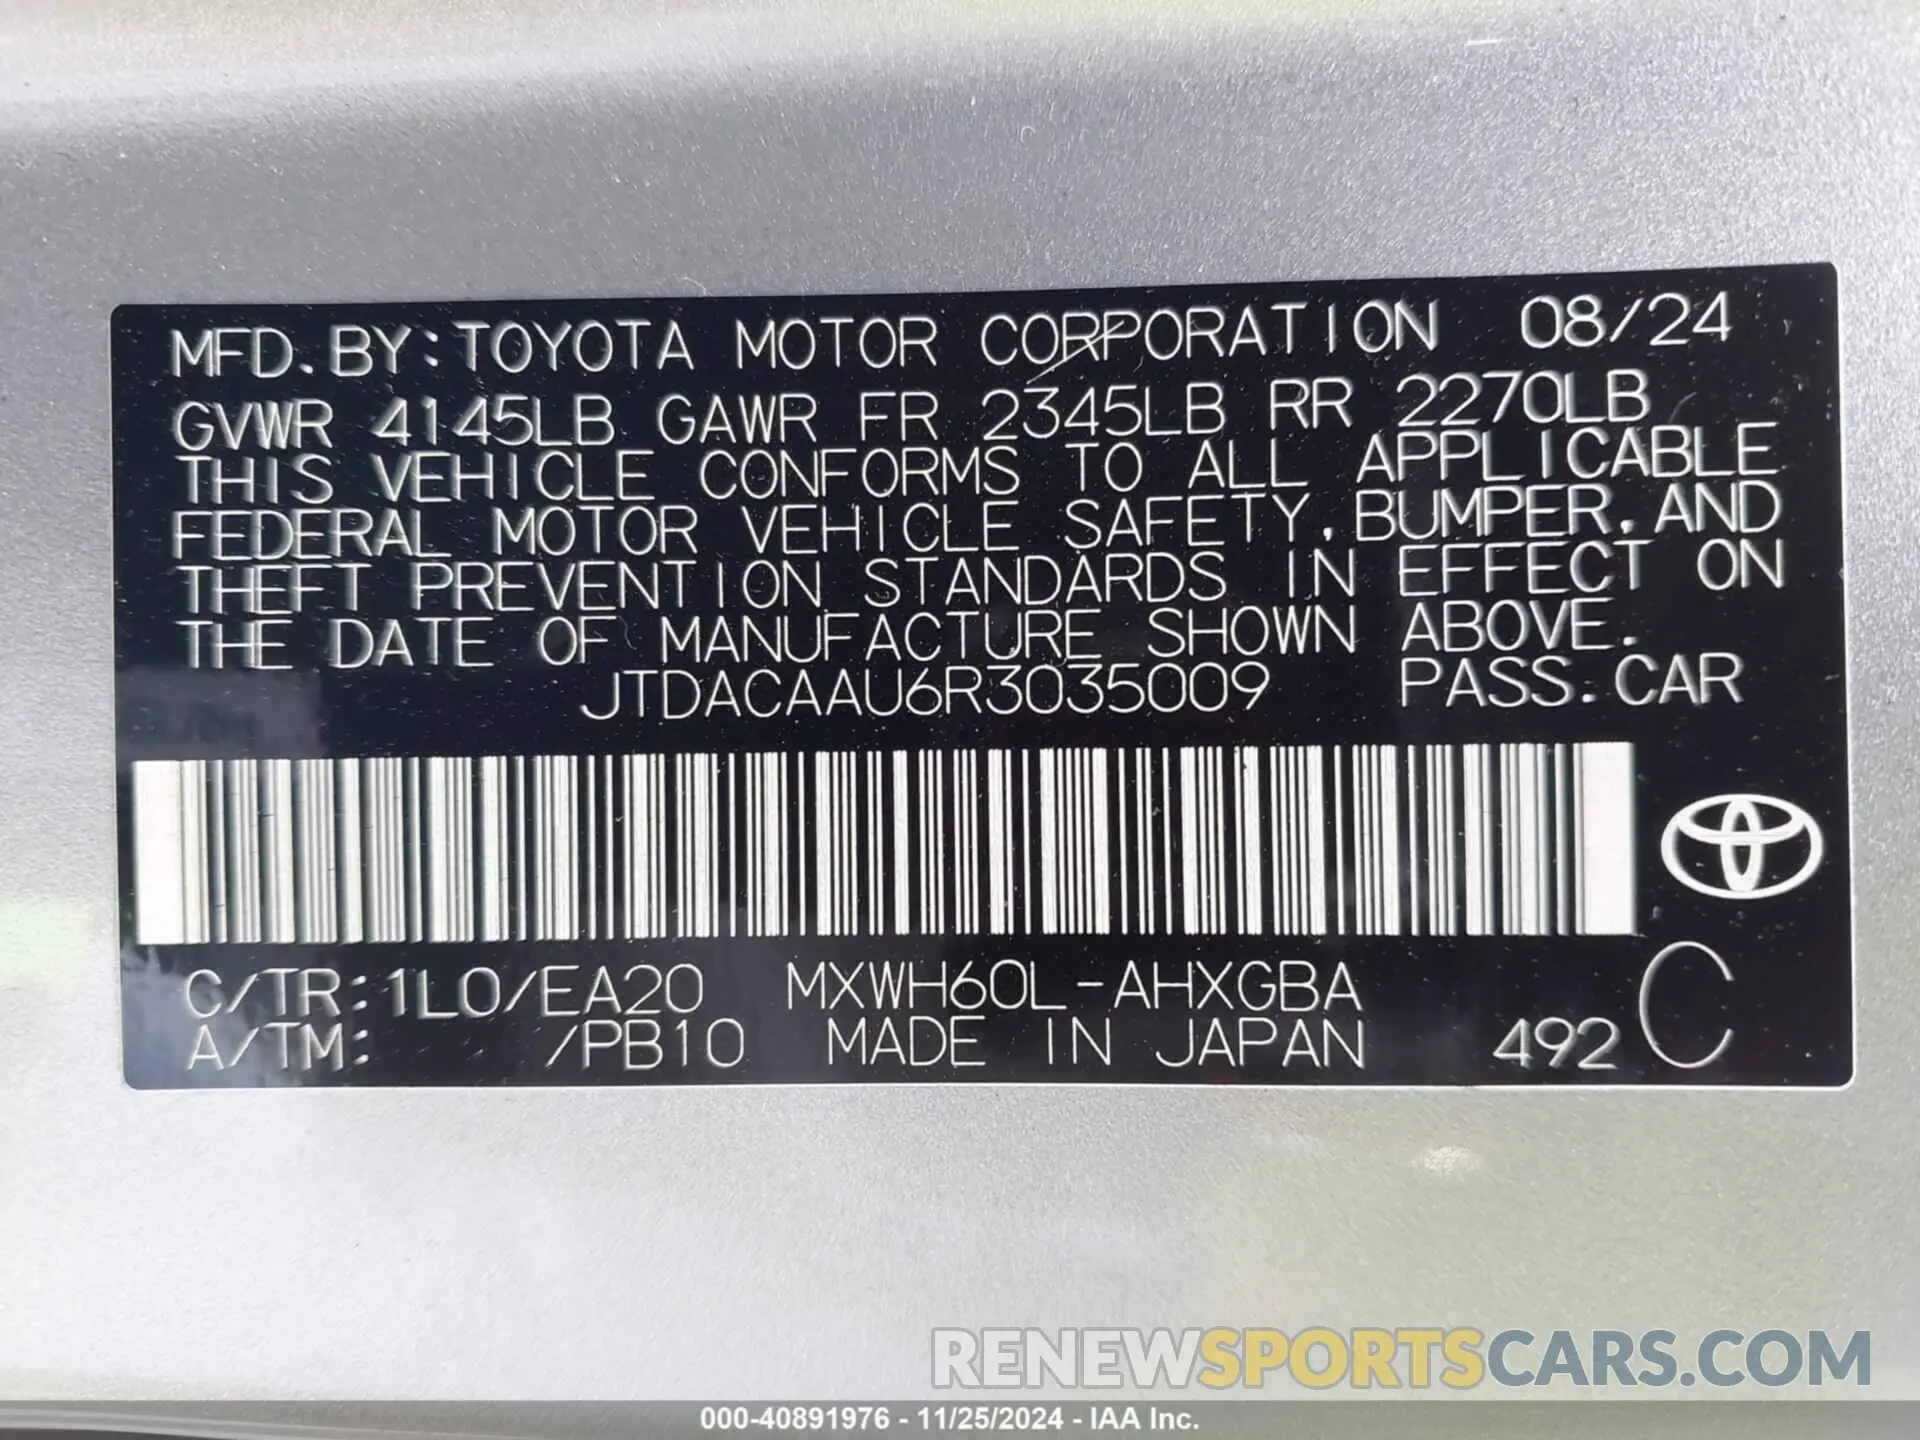 MFD. BY: TOYOTA MOTOR CORPORATION 08/24
GVWR 4145LB GAWR FR 2345LB RR 2270LB
THIS VEHICLE CONFORMS TO ALL APPLICABLE
FEDERAL MOTOR VEHICLE SAFETY, BUMPER, AND
THEFT PREVENTION STANDARDS IN EFFECT ON
THE DATE OF MANUFACTURE SHOWN ABOVE.
JTDACAAU6R3035009 PASS. CAR
C/TR: 1L0/EA20 MXWH60L-AHXGBA
A/TM: /PB10 MADE IN JAPAN 492 C
RENEWSPORTSCARS.COM
000-40891976 - 11/25/2024 - IAA Inc.